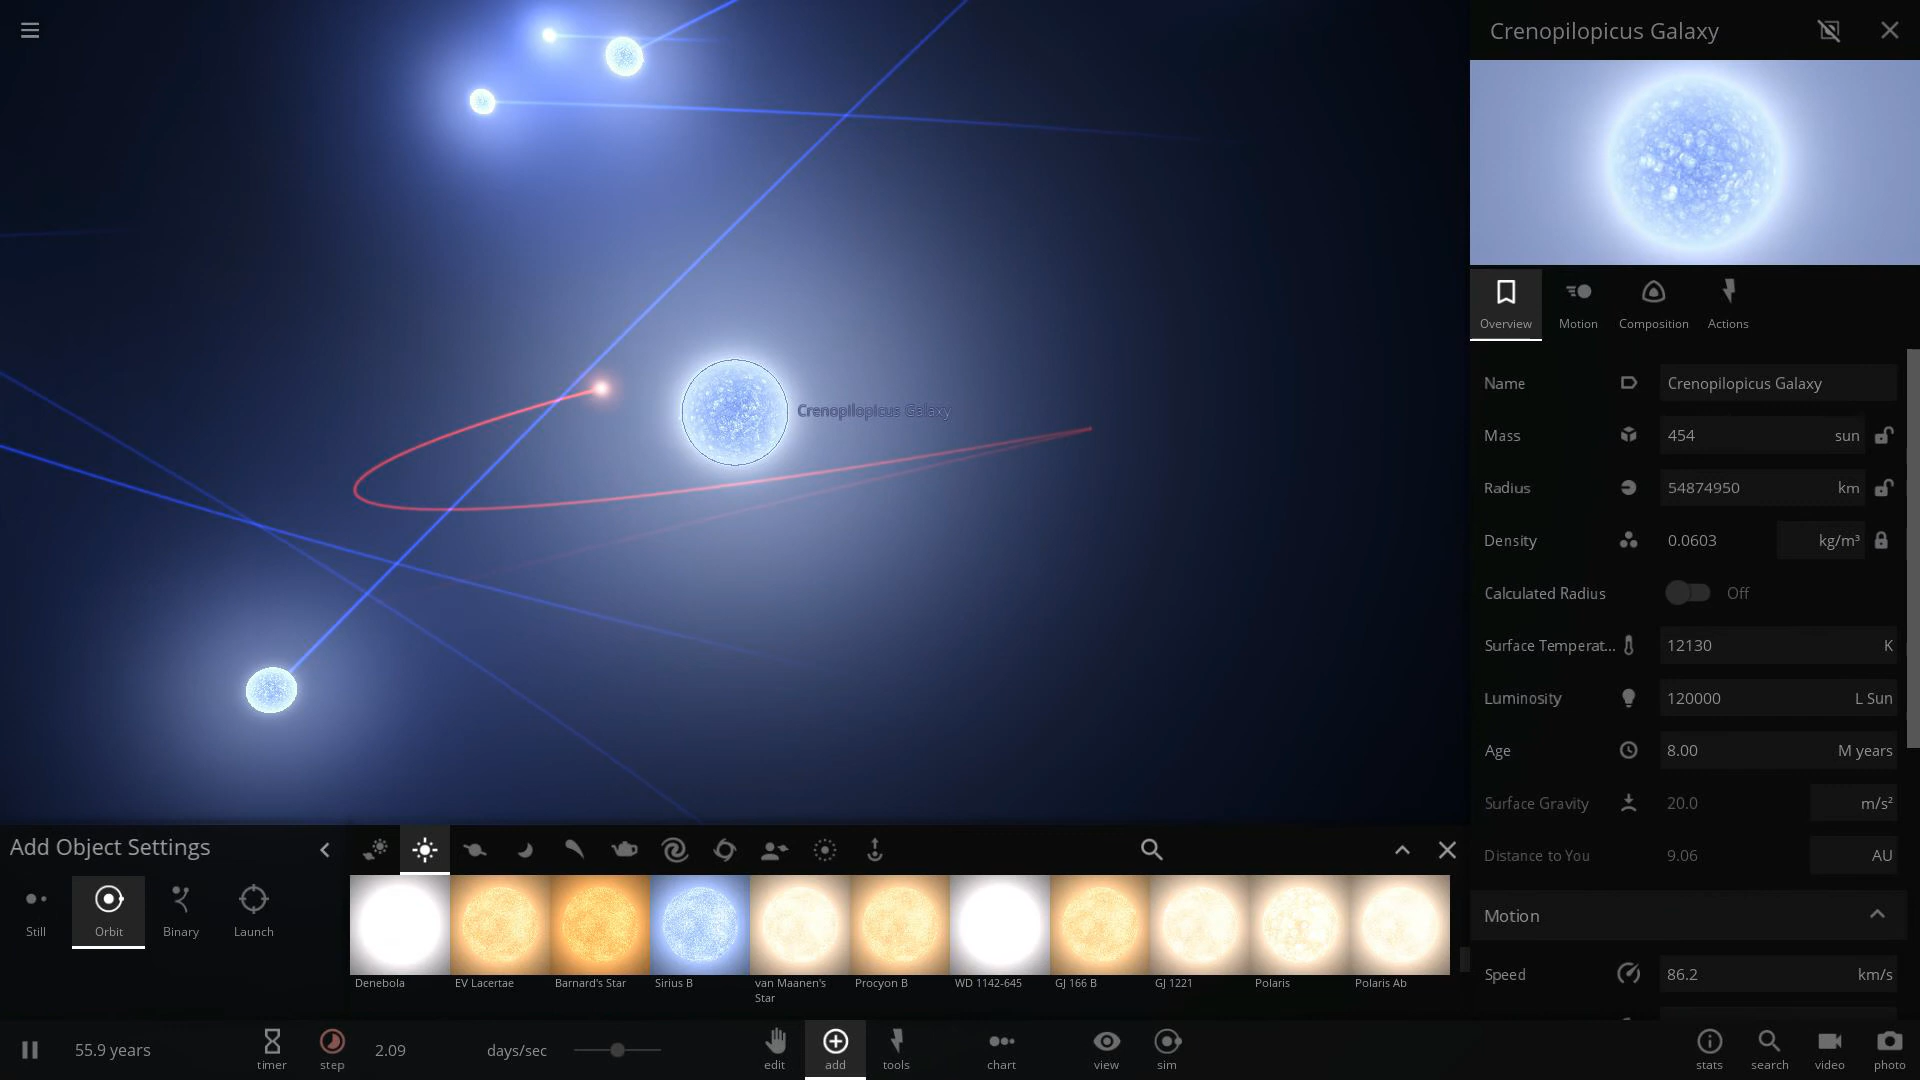 Crenopilopicus Galaxy
Crenopilopicus Galaxy
Overview
Motion
Composition
Actions
Name Crenopilopicus Galaxy
Mass 454 sun
Radius 54874950 km
Density 0.0603 kg/m³
Calculated Radius Off
Surface Temperat... 12130 K
Luminosity 120000 L Sun
Age 8.00 M years
Surface Gravity 20.0 m/s²
Distance to You 9.06 AU
Motion
Speed 86.2 km/s
Add Object Settings
Still
Orbit
Binary
Launch
Denebola
EV Lacertae
Barnard's Star
Sirius B
van Maanen's
Star
Procyon B
WD 1142-645
GJ 166 B
GJ 1221
Polaris
Polaris Ab
55.9 years
timer
step
2.09 days/sec
edit
add
tools
chart
view
sim
stats
search
video
photo